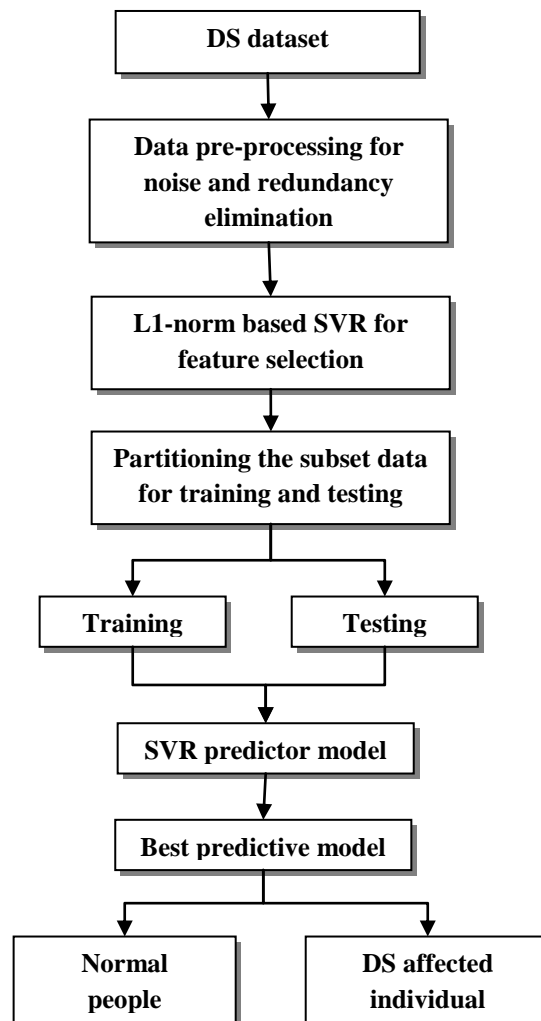 DS dataset
Data pre-processing for
noise and redundancy
elimination
L1-norm based SVR for
feature selection
Partitioning the subset data
for training and testing
Training
Testing
SVR predictor model
Best predictive model
Normal
people
DS affected
individual